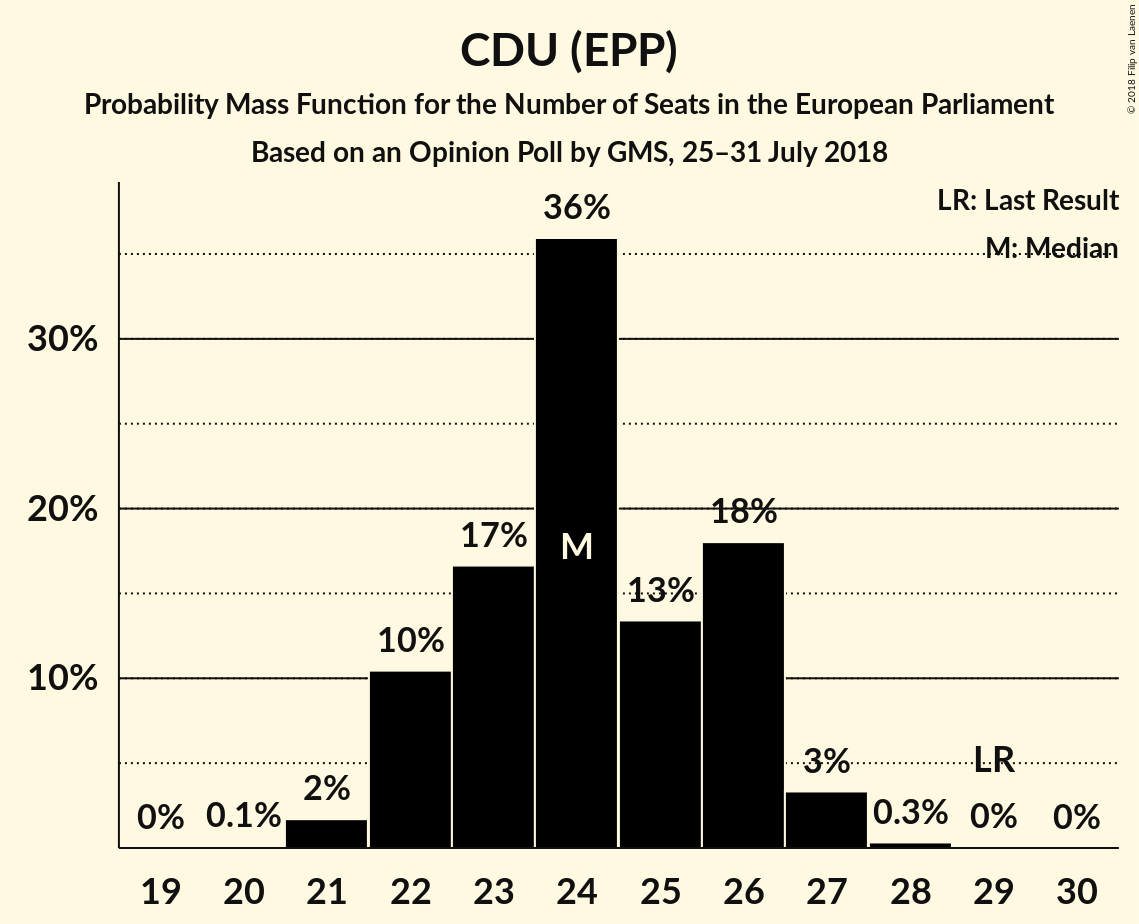 CDU (EPP)
Probability Mass Function for the Number of Seats in the European Parliament
Based on an Opinion Poll by GMS, 25–31 July 2018
© 2018 Filip van Laenen
LR: Last Result
M: Median
36%
30%
20%
18%
17%
M
13%
10%
10%
3%
LR
2%
0%
0.1%
0.3%
0%
0%
19 20 21 22 23 24 25 26 27 28 29 30